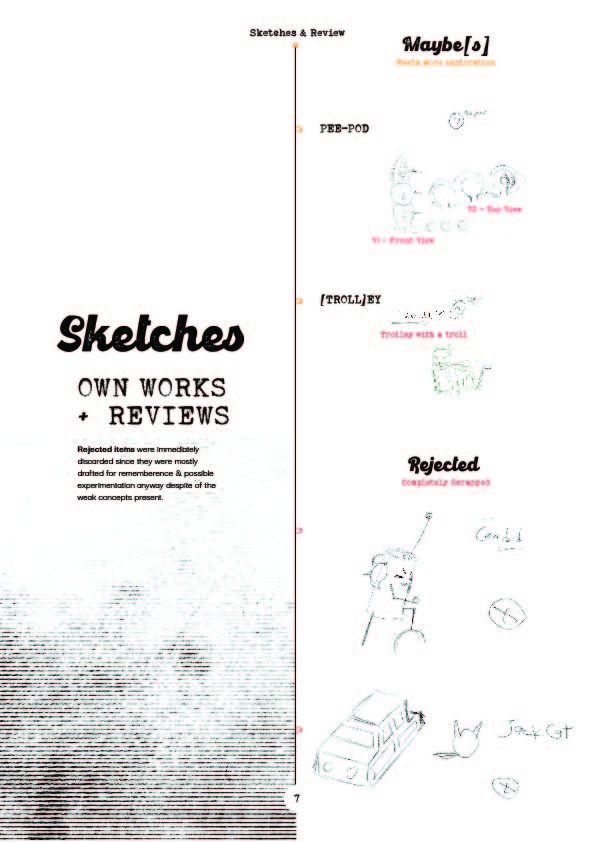 Sketches & Review
Maybe[s]
Needs more exploration
PEE-POD
V2 - Top View
V1 - Front View
[TROLL]EY
Trolley with a troll
Sketches
OWN WORKS
+ REVIEWS
Rejected items were immediately
discarded since they were mostly
drafted for rememberence & possible
experimentation anyway despite of the
weak concepts present.
Rejected
Completely Scrapped
Jack Cat
7